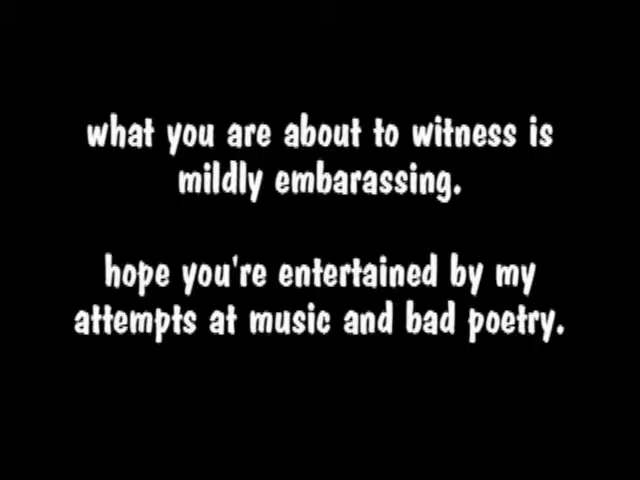 what you are about to witness is
mildly embarassing.
hope you're entertained by my
attempts at music and bad poetry.